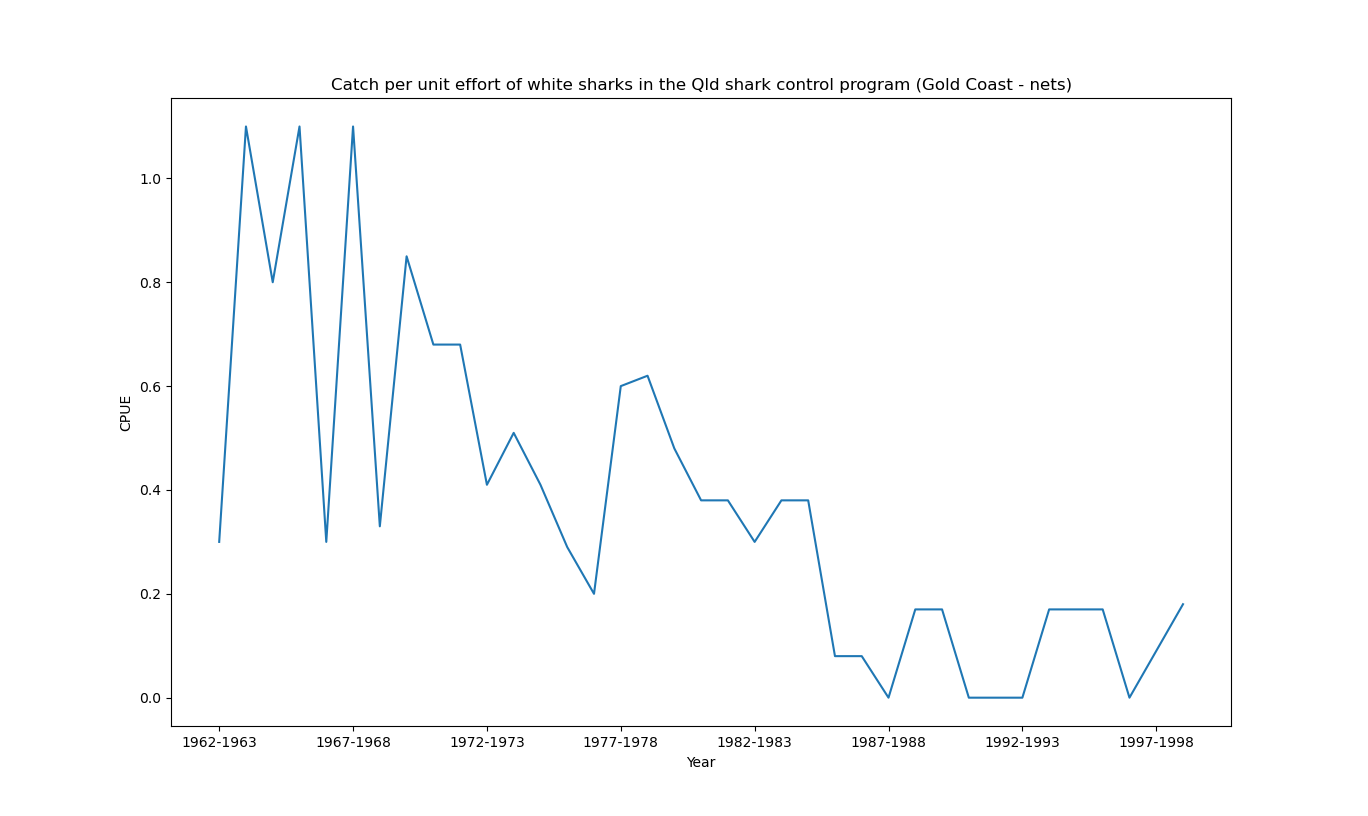 Catch per unit effort of white sharks in the Qld shark control program (Gold Coast - nets)
1.0
0.8
0.6
0.4
0.2
0.0
CPUE
1962-1963 1967-1968 1972-1973 1977-1978 1982-1983 1987-1988 1992-1993 1997-1998
Year